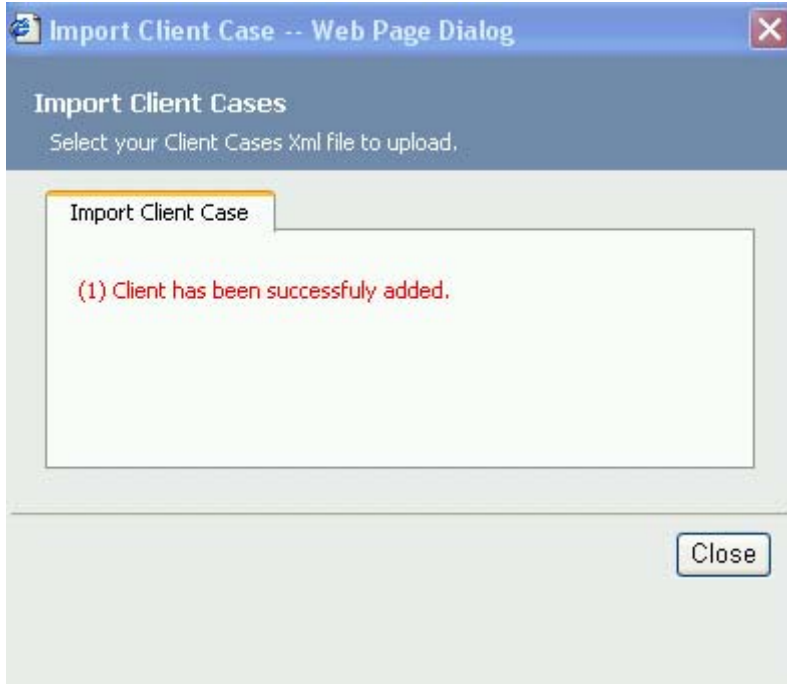 Import Client Case -- Web Page Dialog
Import Client Cases
Select your Client Cases Xml file to upload.
Import Client Case
(1) Client has been successfuly added.
Close